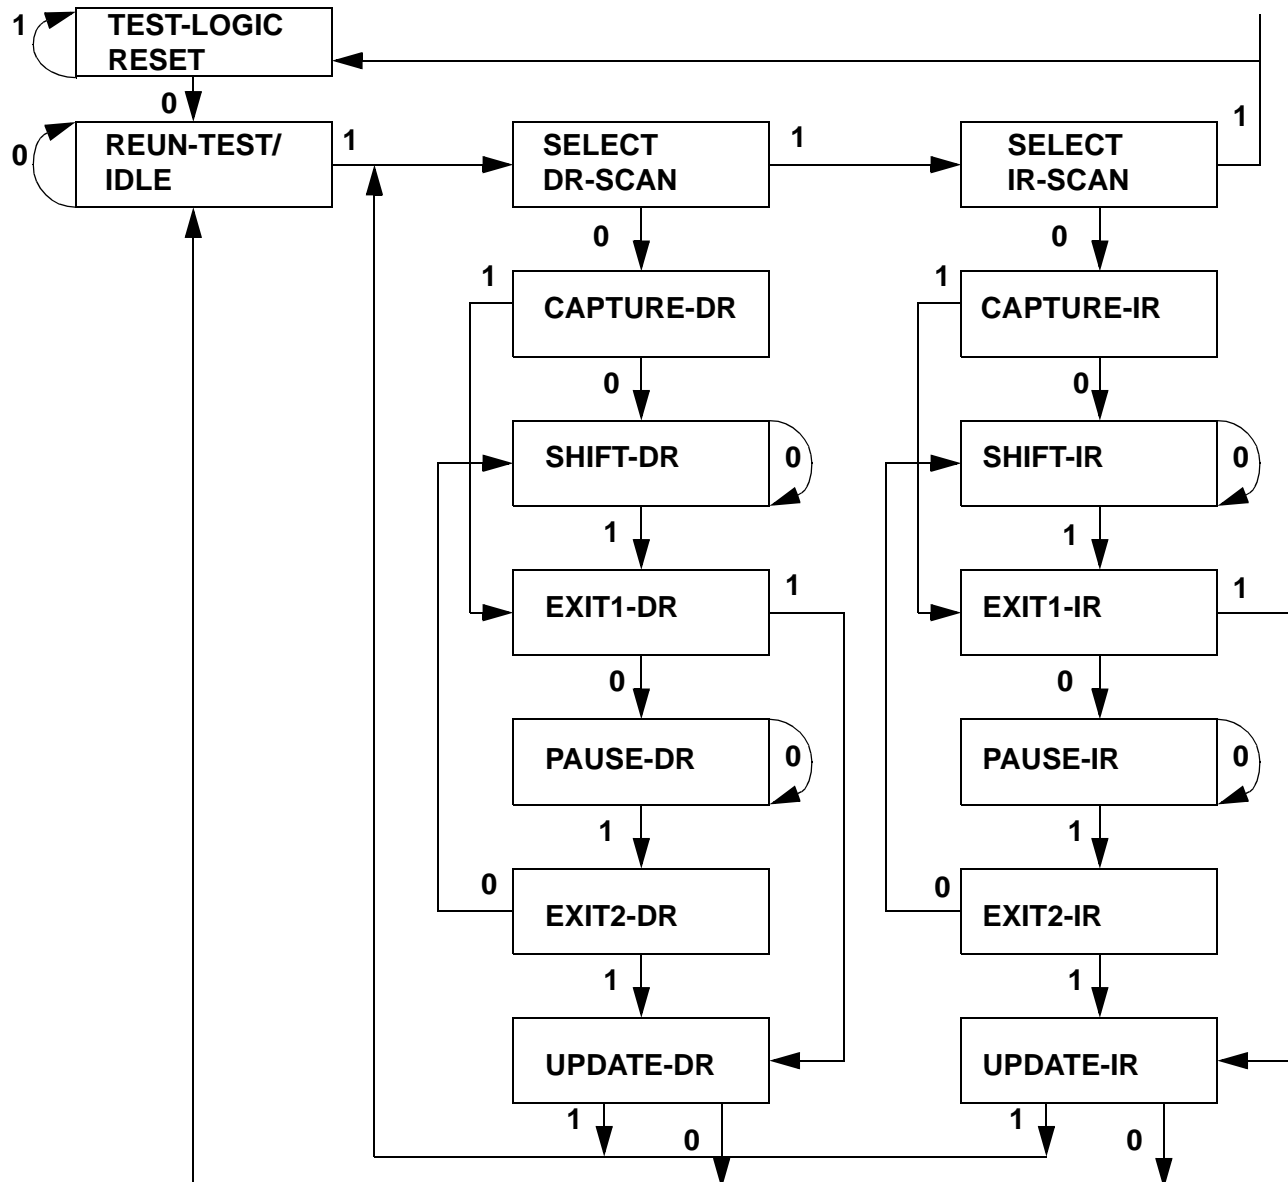 1
TEST-LOGIC
RESET
0
0
REUN-TEST/
IDLE
1
SELECT
DR-SCAN
1
SELECT
IR-SCAN
1
0
0
1
CAPTURE-DR
1
CAPTURE-IR
0
0
SHIFT-DR
0
SHIFT-IR
0
1
1
EXIT1-DR
1
EXIT1-IR
1
0
0
PAUSE-DR
0
PAUSE-IR
0
1
1
0
EXIT2-DR
0
EXIT2-IR
1
1
UPDATE-DR
UPDATE-IR
1
0
1
0